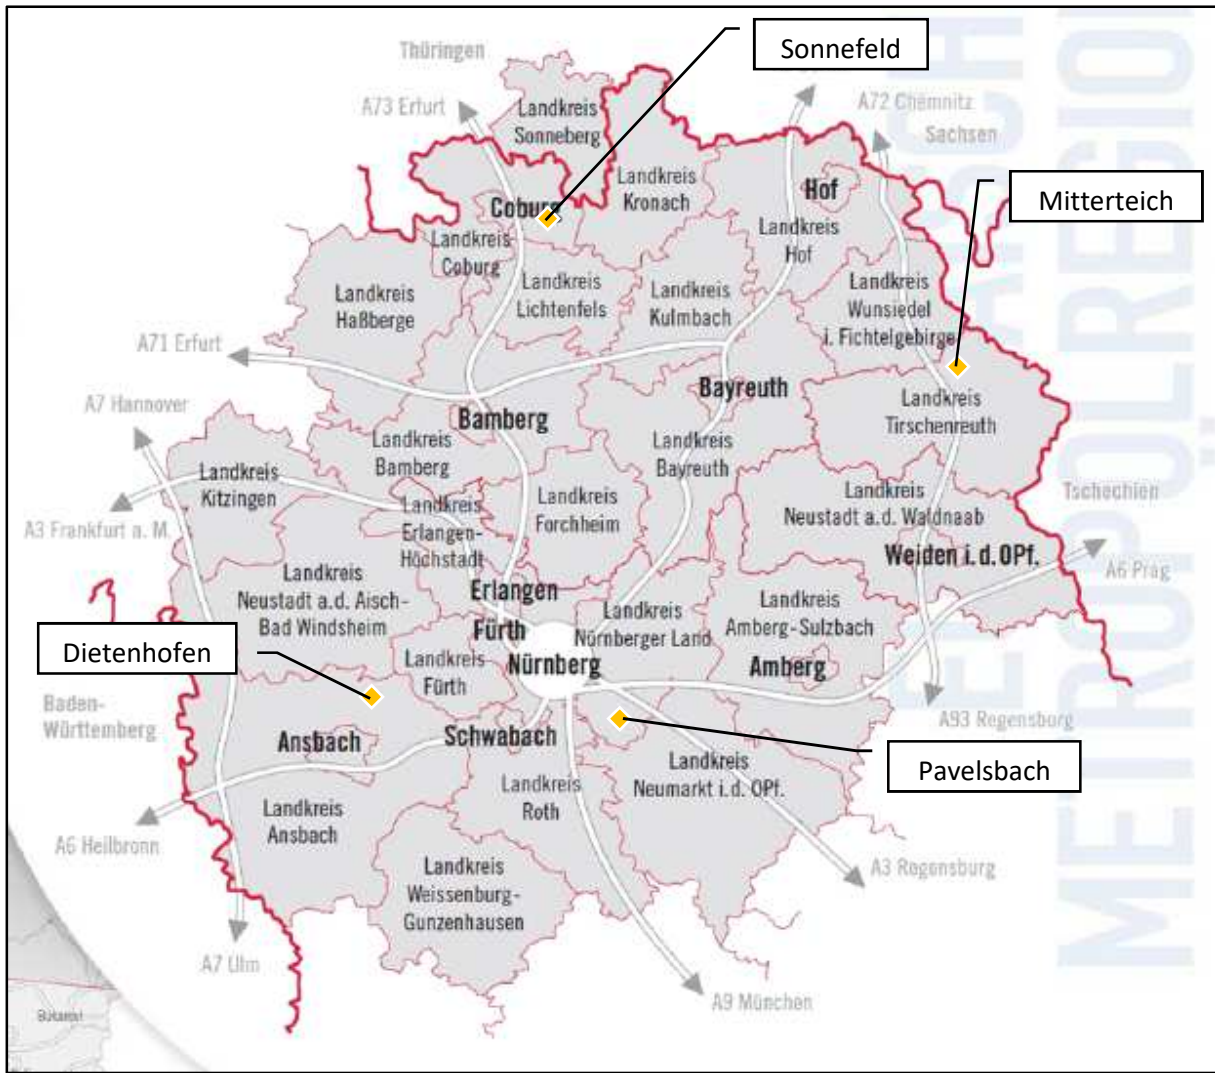 Sonnefeld
Thüringen
A73 Erfurt
A72 Chemnitz
Sachsen
Landkreis
Sonneberg
Landkreis
Kronach
Hof
Mitterteich
Coburg
Landkreis
Hof
Landkreis
Coburg
Landkreis
Haßberge
Landkreis
Lichtenfels
Landkreis
Kulmbach
Landkreis
Wunsiedel
i. Fichtelgebirge
A71 Erfurt
A7 Hannover
Bayreuth
Bamberg
Landkreis
Tirschenreuth
Landkreis
Bamberg
Landkreis
Bayreuth
Landkreis
Kitzingen
A3 Frankfurt a. M.
Landkreis
Erlangen-
Höchstadt
Landkreis
Forchheim
Landkreis
Neustadt a.d. Waldnaab
Tschechien
Weiden i.d.OPf.
A6 Prag
Landkreis
Neustadt a.d. Aisch-
Bad Windsheim
Erlangen
Fürth
Landkreis
Nürnberger Land
Landkreis
Amberg-Sulzbach
Dietenhofen
Landkreis
Fürth
Nürnberg
Amberg
Baden-
Württemberg
A93 Regensburg
Ansbach
Schwabach
Pavelsbach
Landkreis
Neumarkt i.d. OPf.
Landkreis
Roth
Landkreis
Ansbach
A6 Heilbronn
A3 Regensburg
Landkreis
Weissenburg-
Gunzenhausen
A7 Ulm
A9 München
Bukarest
METROPOLREGION